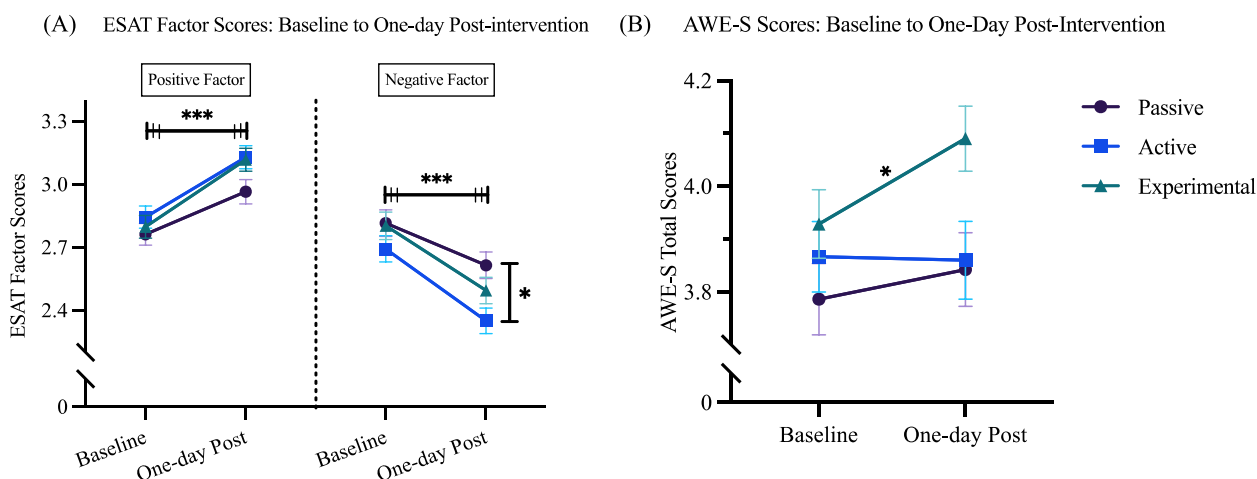 (A) ESAT Factor Scores: Baseline to One-day Post-intervention
Positive Factor
Negative Factor
***
***
*
3.3
3.0
2.7
2.4
0
ESAT Factor Scores
Baseline
One-day Post
Baseline
One-day Post
(B) AWE-S Scores: Baseline to One-Day Post-Intervention
4.2
4.0
3.8
0
AWE-S Total Scores
*
Baseline
One-day Post
Passive
Active
Experimental